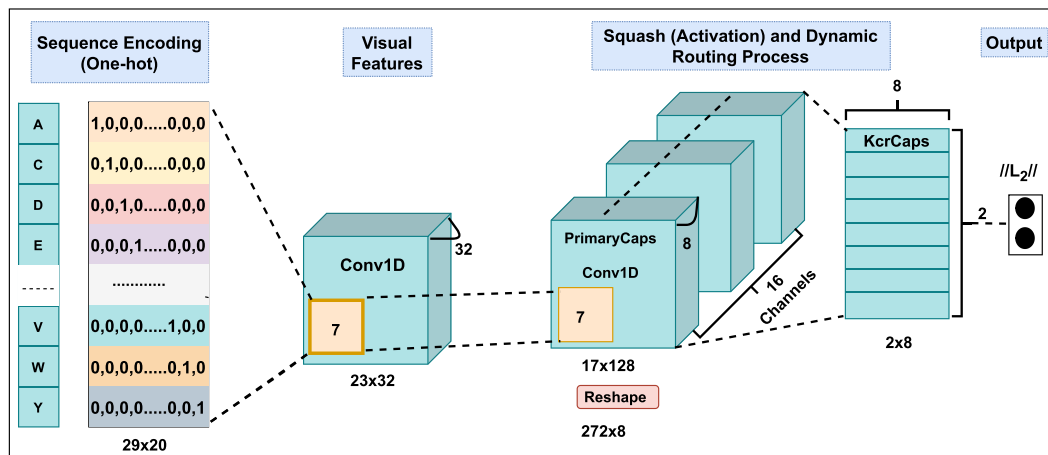 Sequence Encoding
(One-hot)
Visual
Features
Squash (Activation) and Dynamic
Routing Process
Output
A
1,0,0,0.....0,0,0
C
0,1,0,0.....0,0,0
D
0,0,1,0.....0,0,0
E
0,0,0,1.....0,0,0
-----
............
V
0,0,0,0.....1,0,0
W
0,0,0,0.....0,1,0
Y
0,0,0,0.....0,0,1
29x20
Conv1D
32
7
23x32
PrimaryCaps
8
Conv1D
7
16
Channels
17x128
Reshape
272x8
8
KcrCaps
2
2x8
//L2//